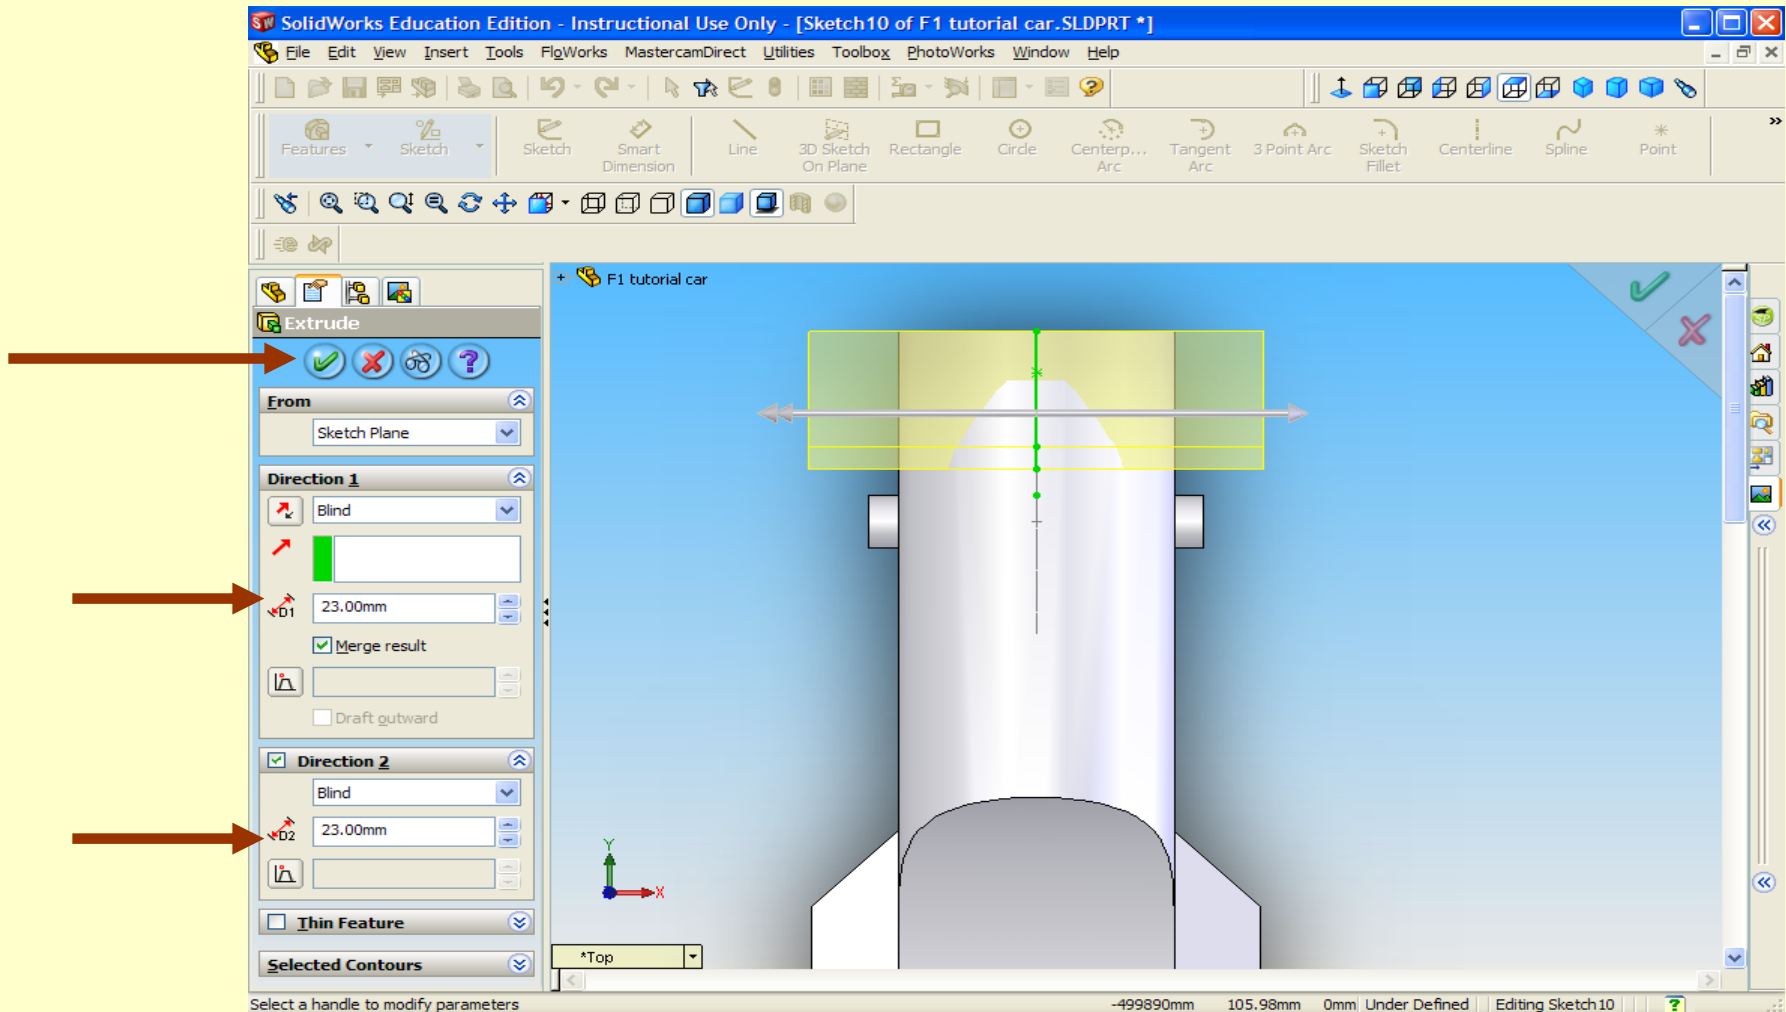 SolidWorks Education Edition - Instructional Use Only - [Sketch10 of F1 tutorial car.SLDPRT *]
File Edit View Insert Tools FloWorks MastercamDirect Utilities Toolbox PhotoWorks Window Help
Features Sketch Sketch Smart Dimension Line 3D Sketch On Plane Rectangle Circle Centerp... Arc Tangent Arc 3 Point Arc Sketch Fillet Centerline Spline Point
F1 tutorial car
Extrude
From
Sketch Plane
Direction 1
Blind
D1 23.00mm
Merge result
Draft outward
Direction 2
Blind
D2 23.00mm
Thin Feature
Selected Contours
Y
X
*Top
Select a handle to modify parameters -499890mm 105.98mm 0mm Under Defined Editing Sketch10